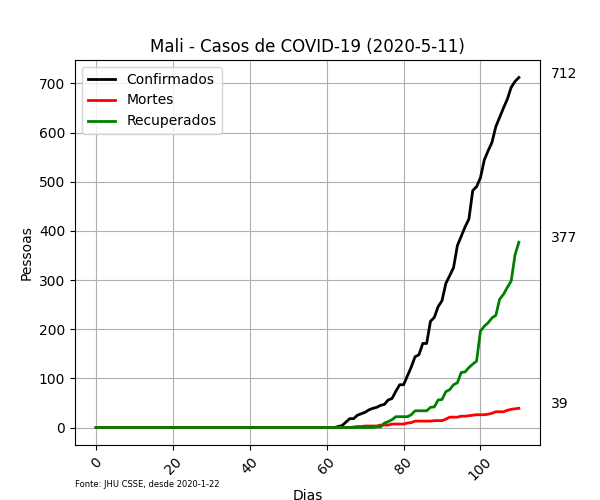 Mali - Casos de COVID-19 (2020-5-11)
Confirmados
Mortes
Recuperados
Pessoas
700
600
500
400
300
200
100
0
712
377
39
0
20
40
60
80
100
Fonte: JHU CSSE, desde 2020-1-22
Dias